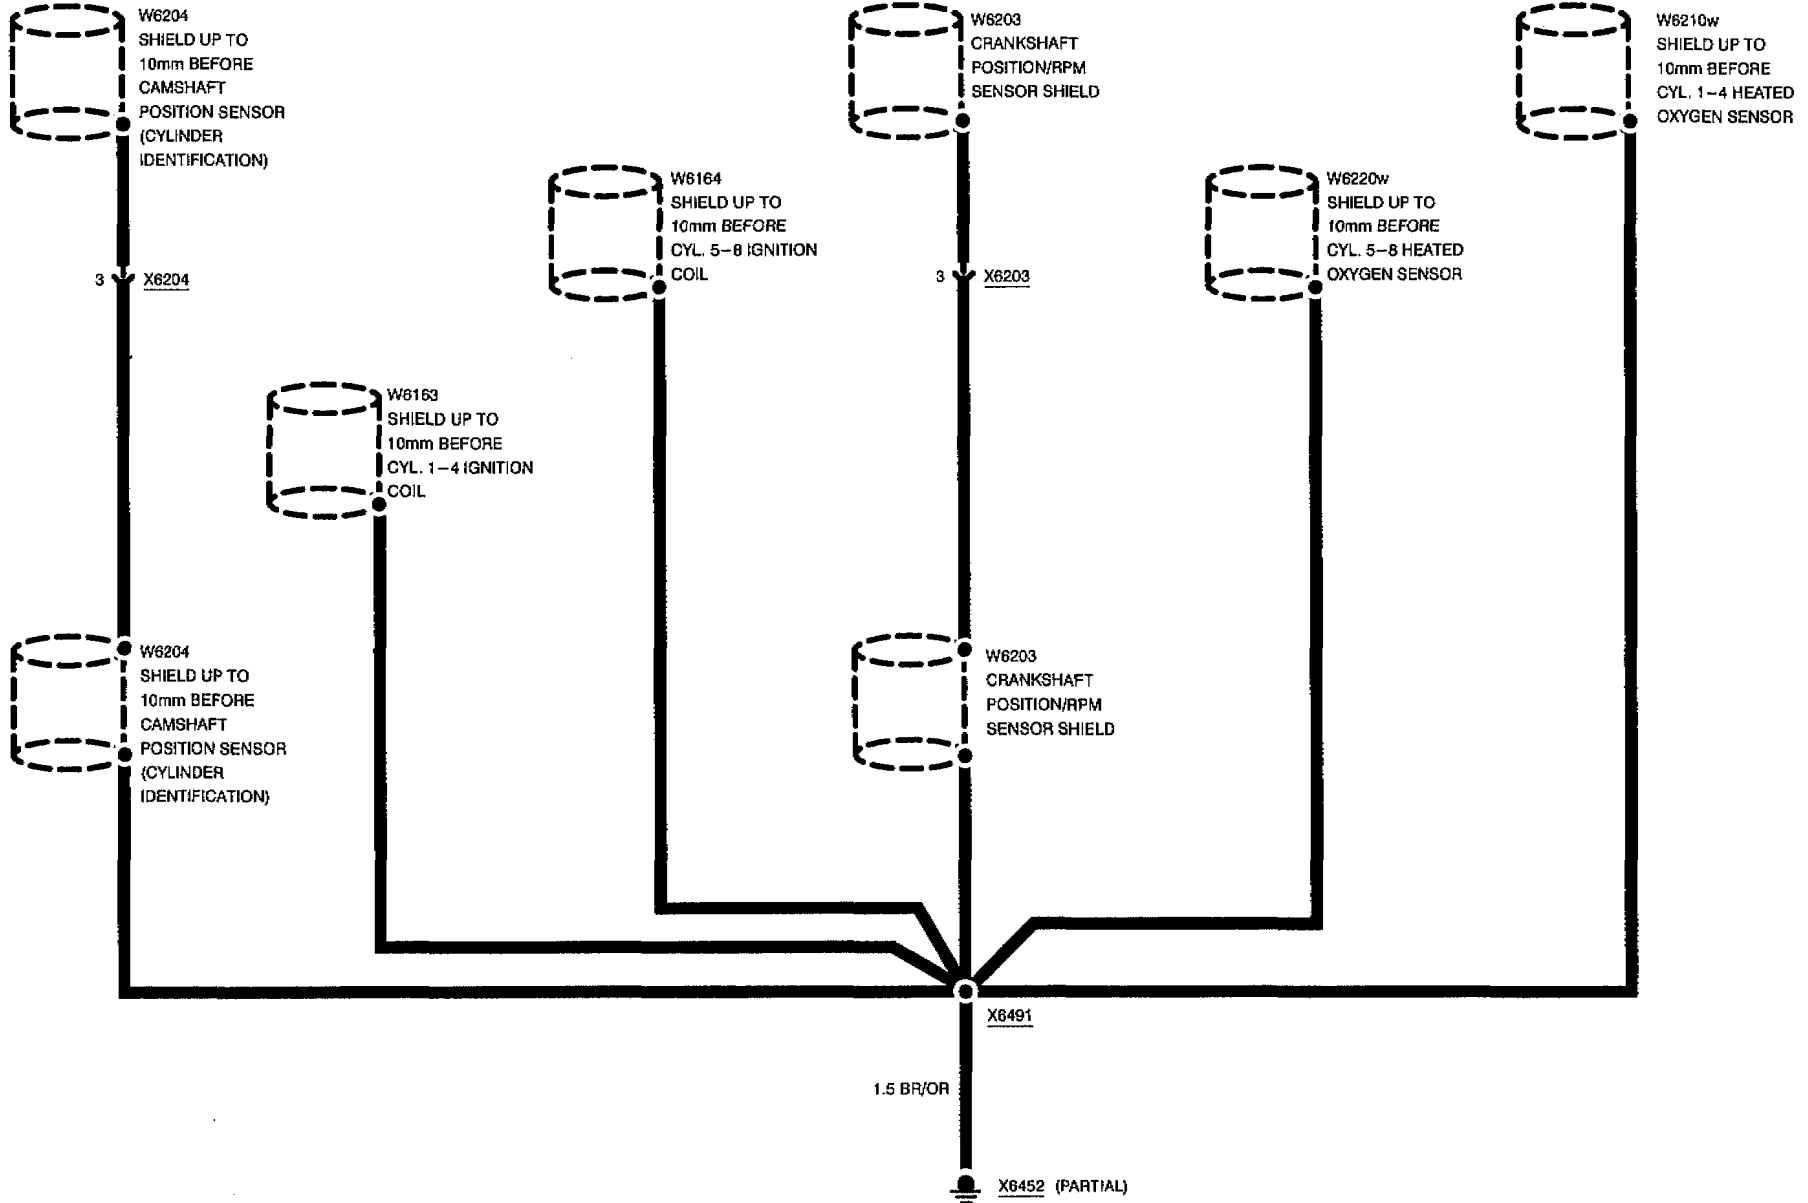 W6204
SHIELD UP TO
10mm BEFORE
CAMSHAFT
POSITION SENSOR
(CYLINDER
IDENTIFICATION)
W6203
CRANKSHAFT
POSITION/RPM
SENSOR SHIELD
W6210w
SHIELD UP TO
10mm BEFORE
CYL. 1-4 HEATED
OXYGEN SENSOR
W6164
SHIELD UP TO
10mm BEFORE
CYL. 5-8 IGNITION
COIL
W6220w
SHIELD UP TO
10mm BEFORE
CYL. 5-8 HEATED
OXYGEN SENSOR
3 X6204
3 X6203
W6163
SHIELD UP TO
10mm BEFORE
CYL. 1-4 IGNITION
COIL
W6204
SHIELD UP TO
10mm BEFORE
CAMSHAFT
POSITION SENSOR
(CYLINDER
IDENTIFICATION)
W6203
CRANKSHAFT
POSITION/RPM
SENSOR SHIELD
X6491
1.5 BR/OR
X6452 (PARTIAL)